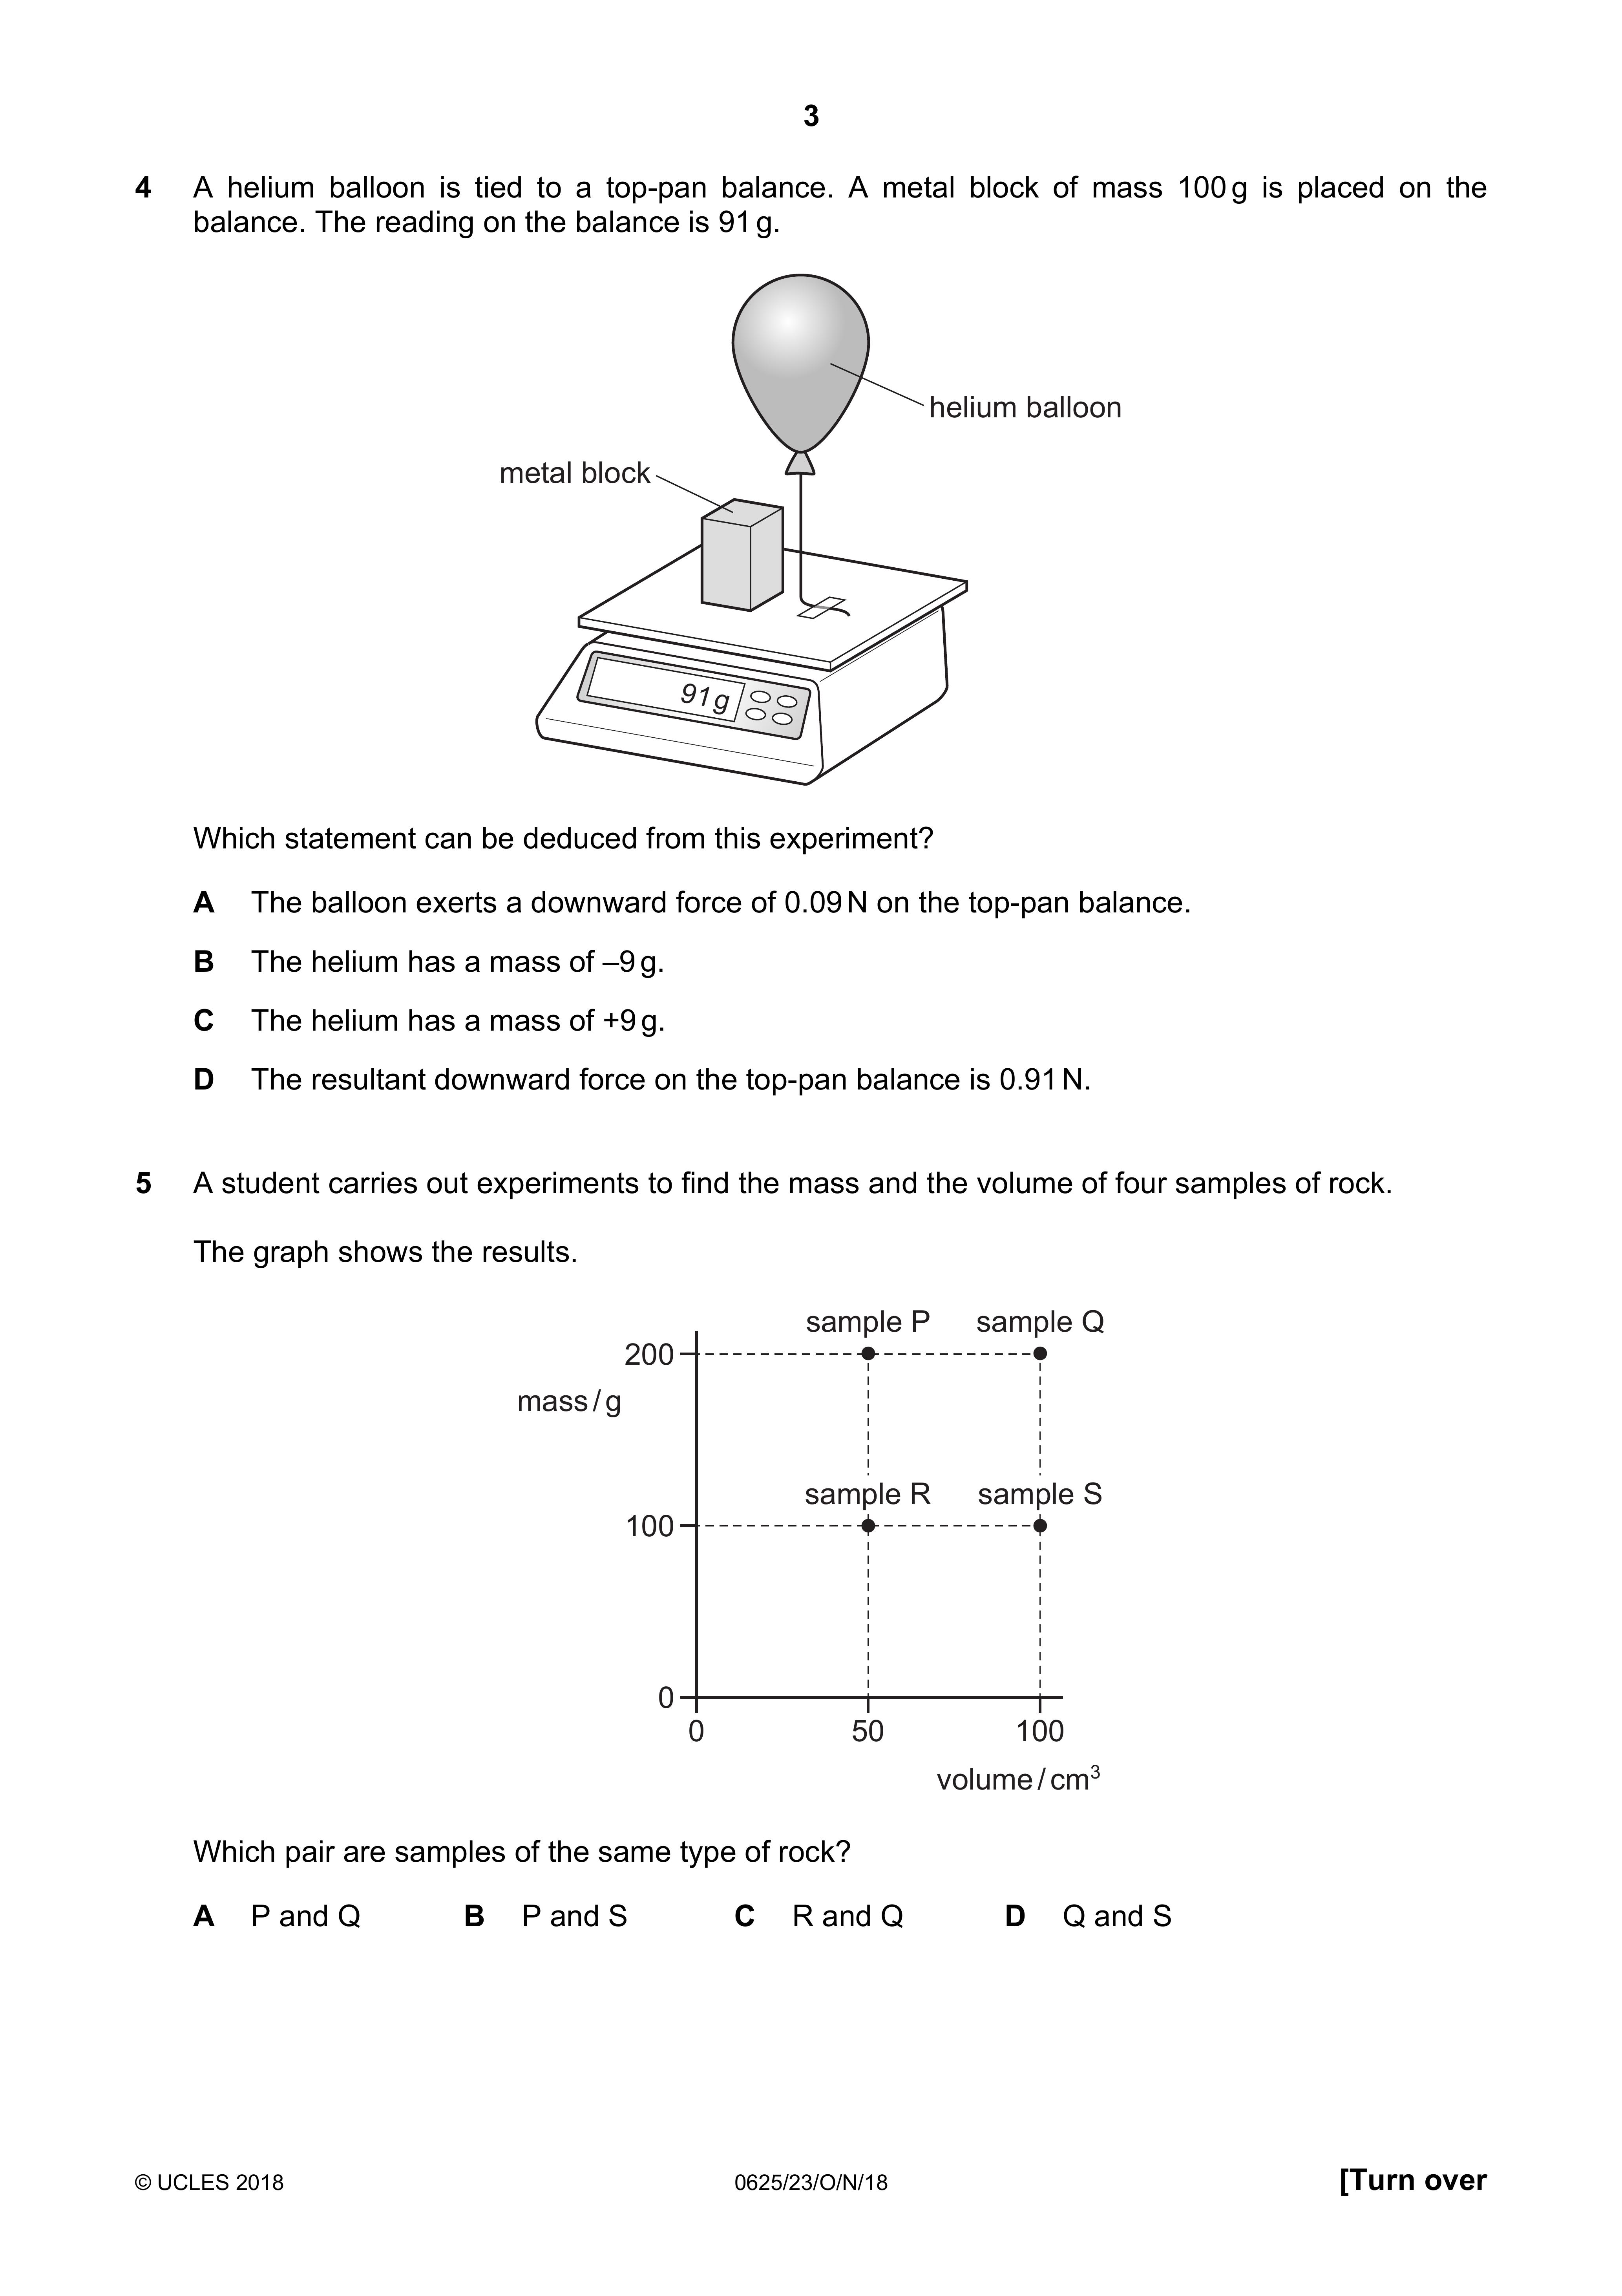 3
4 A helium balloon is tied to a top-pan balance. A metal block of mass 100 g is placed on the
balance. The reading on the balance is 91 g.
helium balloon
metal block
91 g
Which statement can be deduced from this experiment?
A The balloon exerts a downward force of 0.09 N on the top-pan balance.
B The helium has a mass of –9 g.
C The helium has a mass of +9 g.
D The resultant downward force on the top-pan balance is 0.91 N.
5 A student carries out experiments to find the mass and the volume of four samples of rock.
The graph shows the results.
sample P sample Q
200
mass / g
sample R sample S
100
0
0 50 100
volume / cm³
Which pair are samples of the same type of rock?
A P and Q B P and S C R and Q D Q and S
© UCLES 2018 0625/23/O/N/18 [Turn over